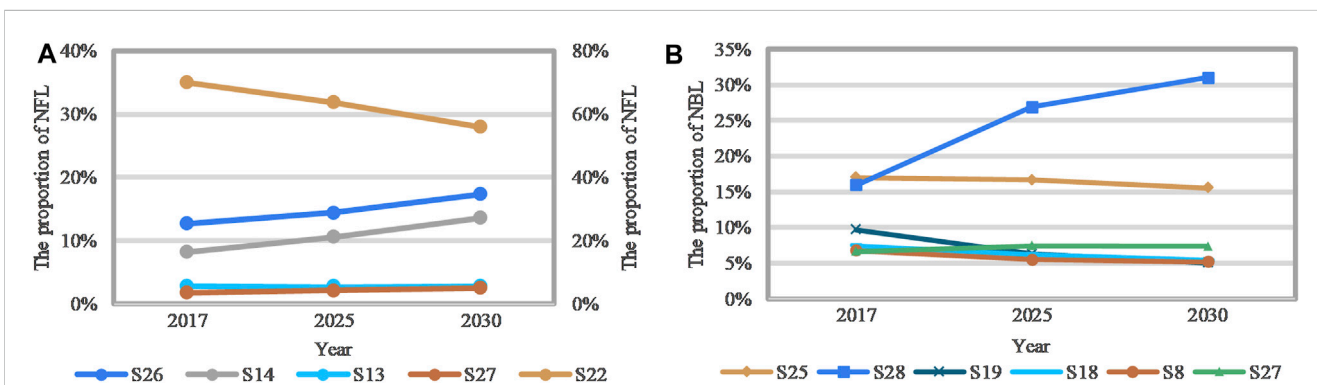 A
The proportion of NFL
40%
30%
20%
10%
0%
80%
60%
40%
20%
0%
The proportion of NFL
2017
2025
2030
Year
S26
S14
S13
S27
S22
B
The proportion of NBL
35%
30%
25%
20%
15%
10%
5%
0%
2017
2025
2030
Year
S25
S28
S19
S18
S8
S27